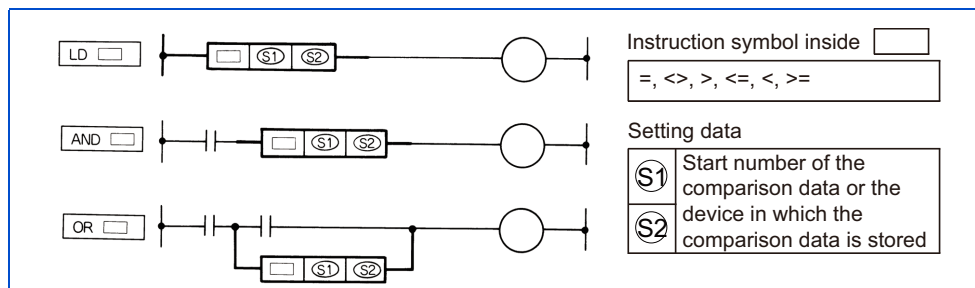 LD
S1 S2
Instruction symbol inside
=, <>, >, <=, <, >=
AND
S1 S2
Setting data
S1
S2
Start number of the
comparison data or the
device in which the
comparison data is stored
OR
S1 S2